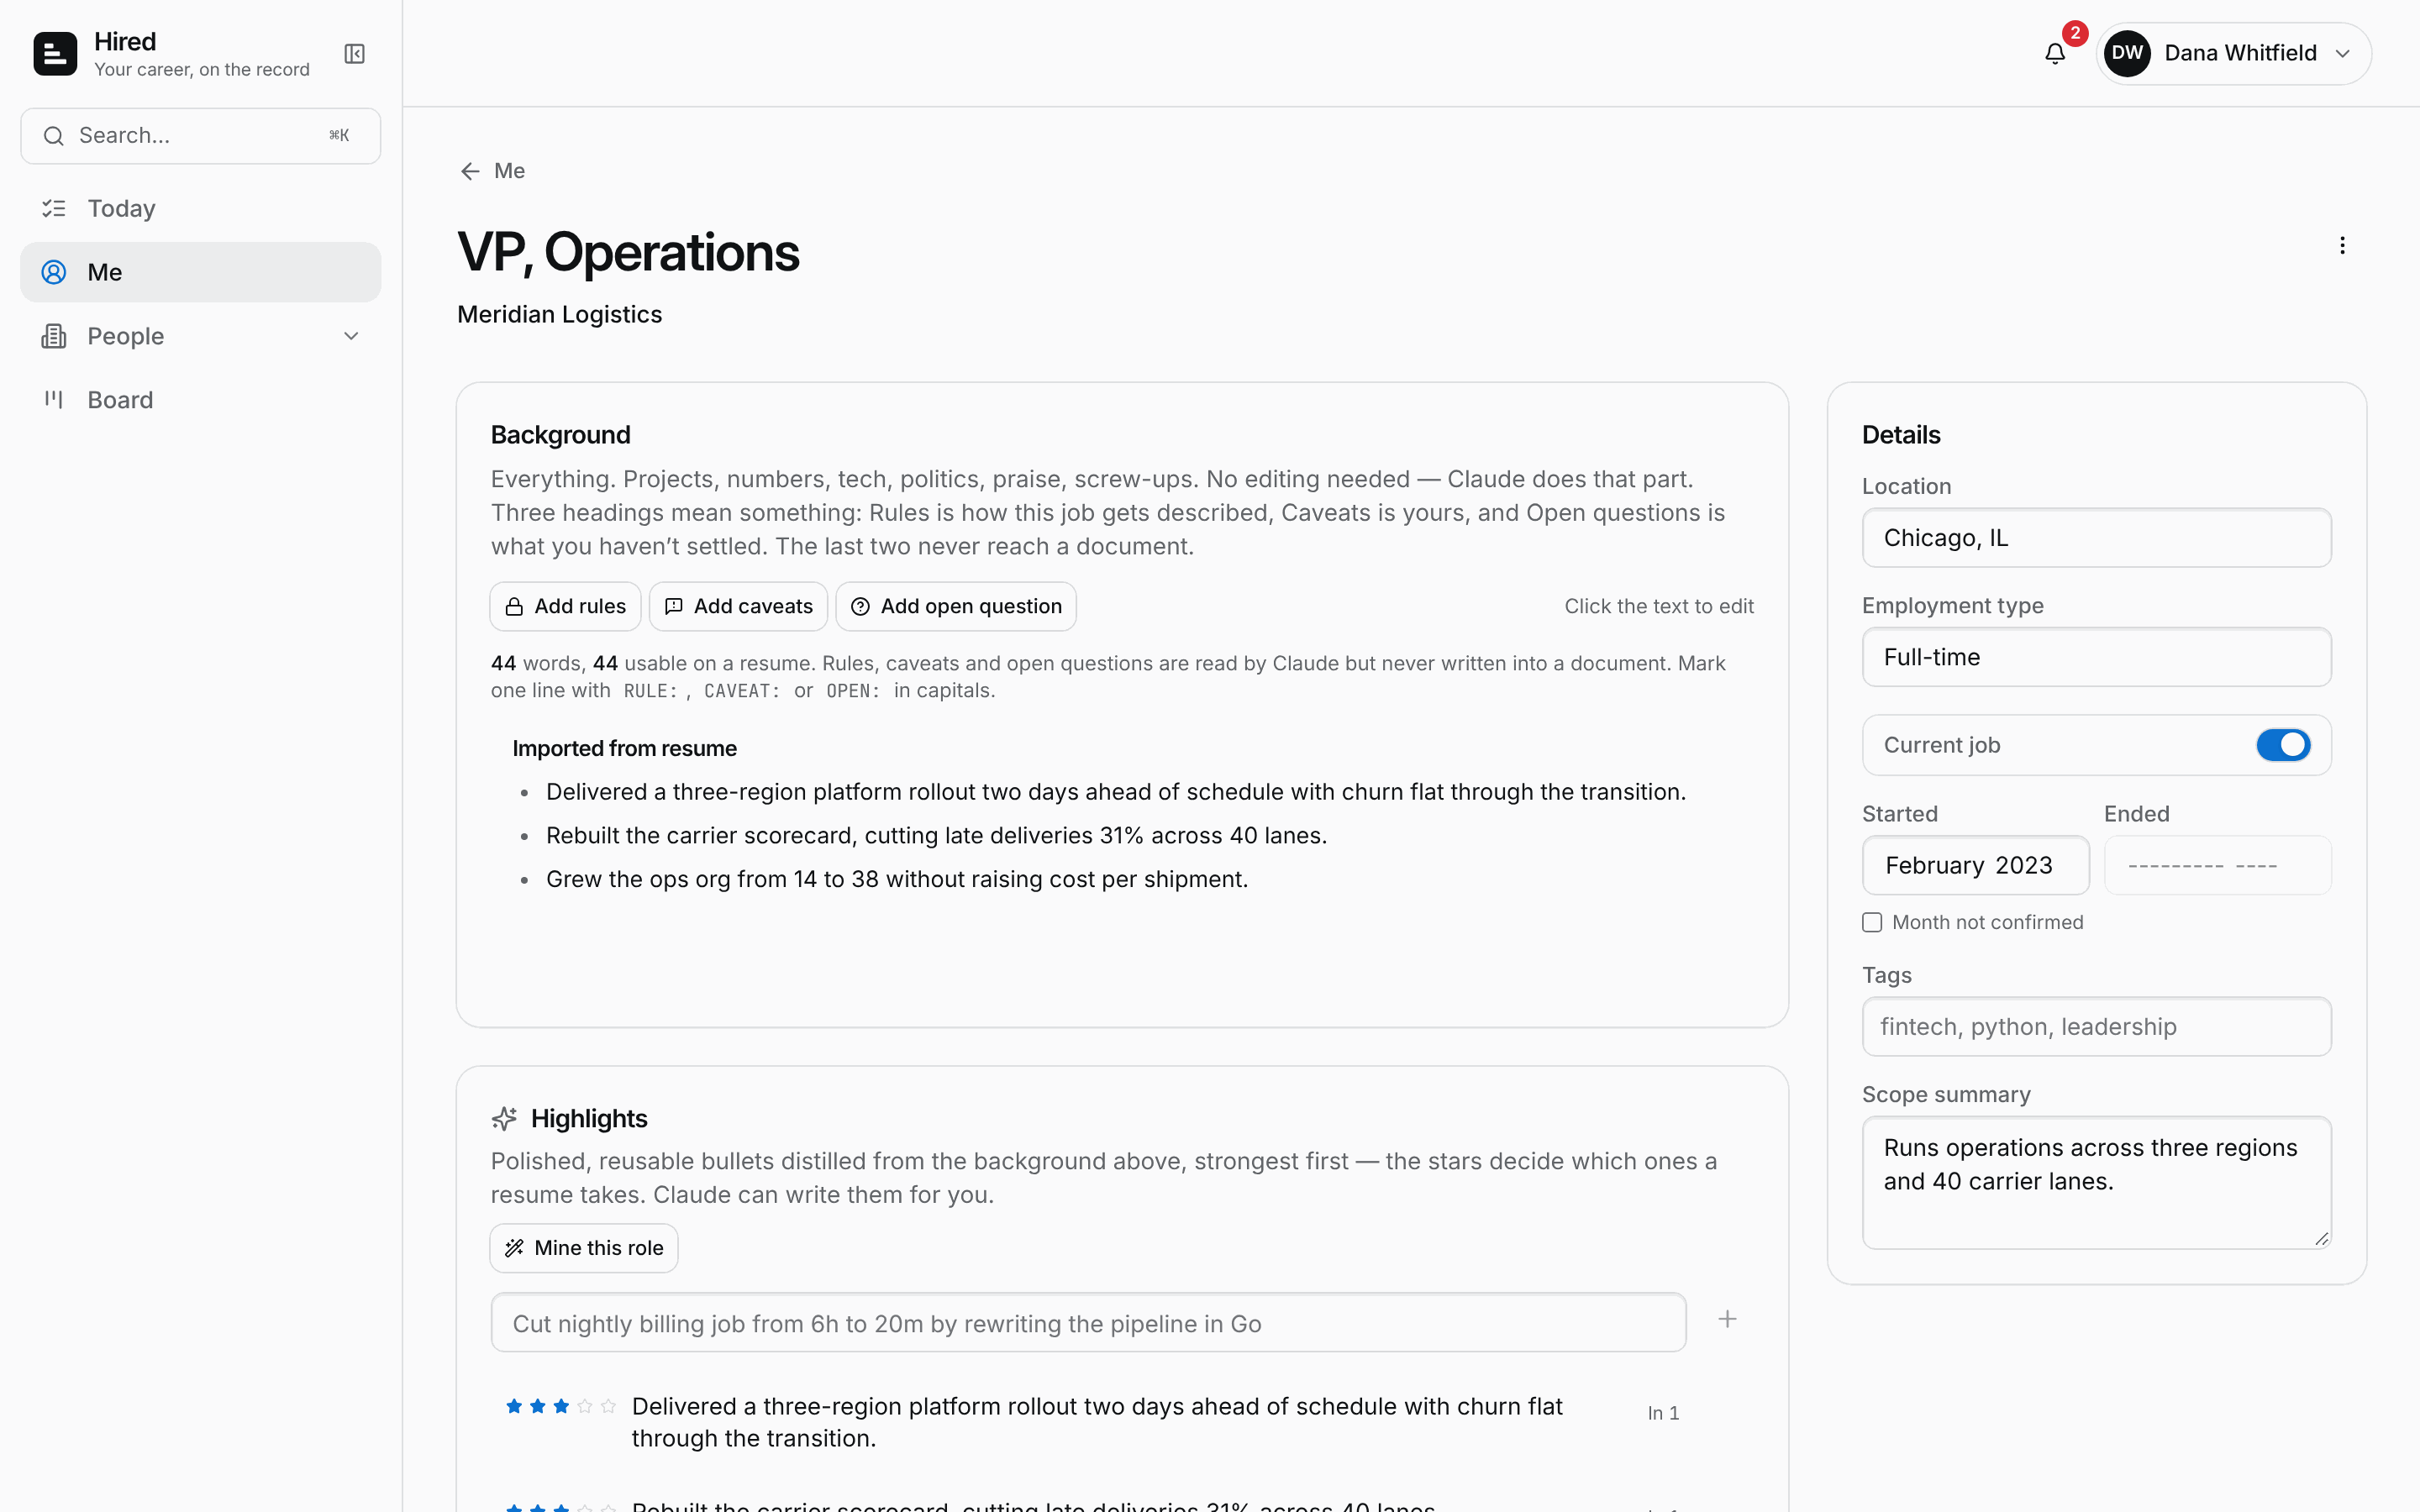 Hired
Your career, on the record
Search...
⌘K
Today
Me
People
Board
2
DW
Dana Whitfield
Me
VP, Operations
Meridian Logistics
Background
Everything. Projects, numbers, tech, politics, praise, screw-ups. No editing needed — Claude does that part.
Three headings mean something: Rules is how this job gets described, Caveats is yours, and Open questions is
what you haven’t settled. The last two never reach a document.
Add rules
Add caveats
Add open question
Click the text to edit
44 words, 44 usable on a resume. Rules, caveats and open questions are read by Claude but never written into a document. Mark
one line with RULE: , CAVEAT: or OPEN: in capitals.
Imported from resume
• Delivered a three-region platform rollout two days ahead of schedule with churn flat through the transition.
• Rebuilt the carrier scorecard, cutting late deliveries 31% across 40 lanes.
• Grew the ops org from 14 to 38 without raising cost per shipment.
Highlights
Polished, reusable bullets distilled from the background above, strongest first — the stars decide which ones a
resume takes. Claude can write them for you.
Mine this role
Cut nightly billing job from 6h to 20m by rewriting the pipeline in Go
Delivered a three-region platform rollout two days ahead of schedule with churn flat
through the transition.
In 1
Rebuilt the carrier scorecard, cutting late deliveries 31% across 40 lanes.
Details
Location
Chicago, IL
Employment type
Full-time
Current job
Started
Ended
February 2023
--------- ----
Month not confirmed
Tags
fintech, python, leadership
Scope summary
Runs operations across three regions
and 40 carrier lanes.